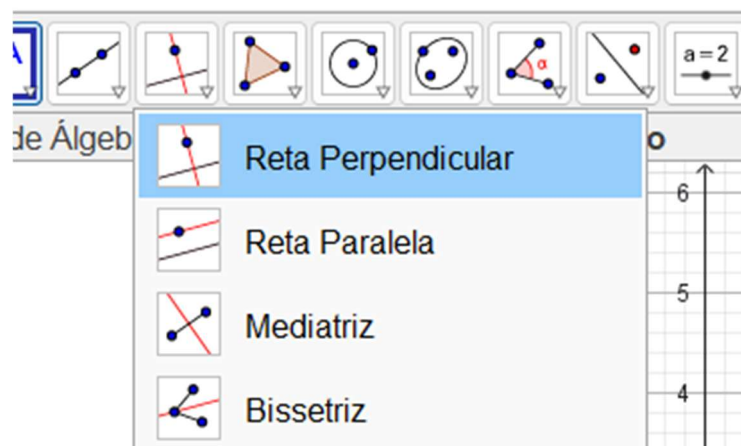 A
α
a = 2
de Álgeb
o
Reta Perpendicular
Reta Paralela
Mediatriz
Bissetriz
6
5
4